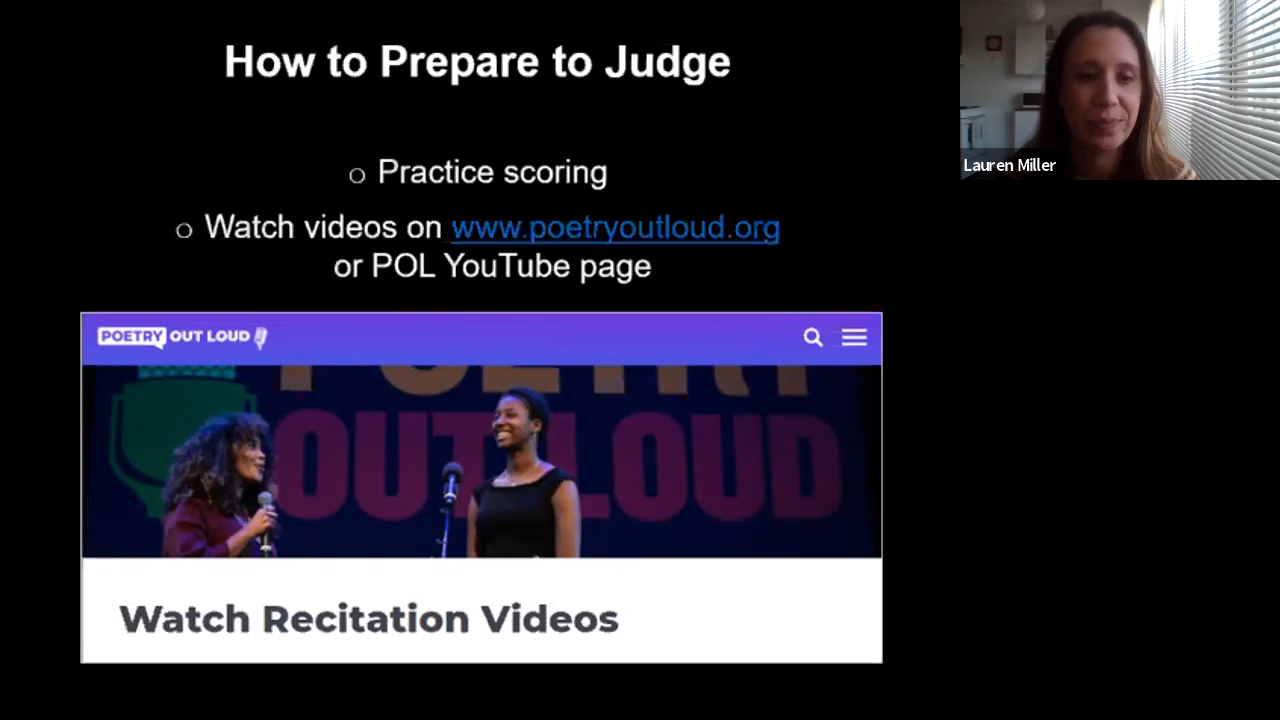 How to Prepare to Judge
o Practice scoring
o Watch videos on www.poetryoutloud.org
or POL YouTube page
Lauren Miller
POETRY OUT LOUD
POETRY
OUT LOUD
Watch Recitation Videos